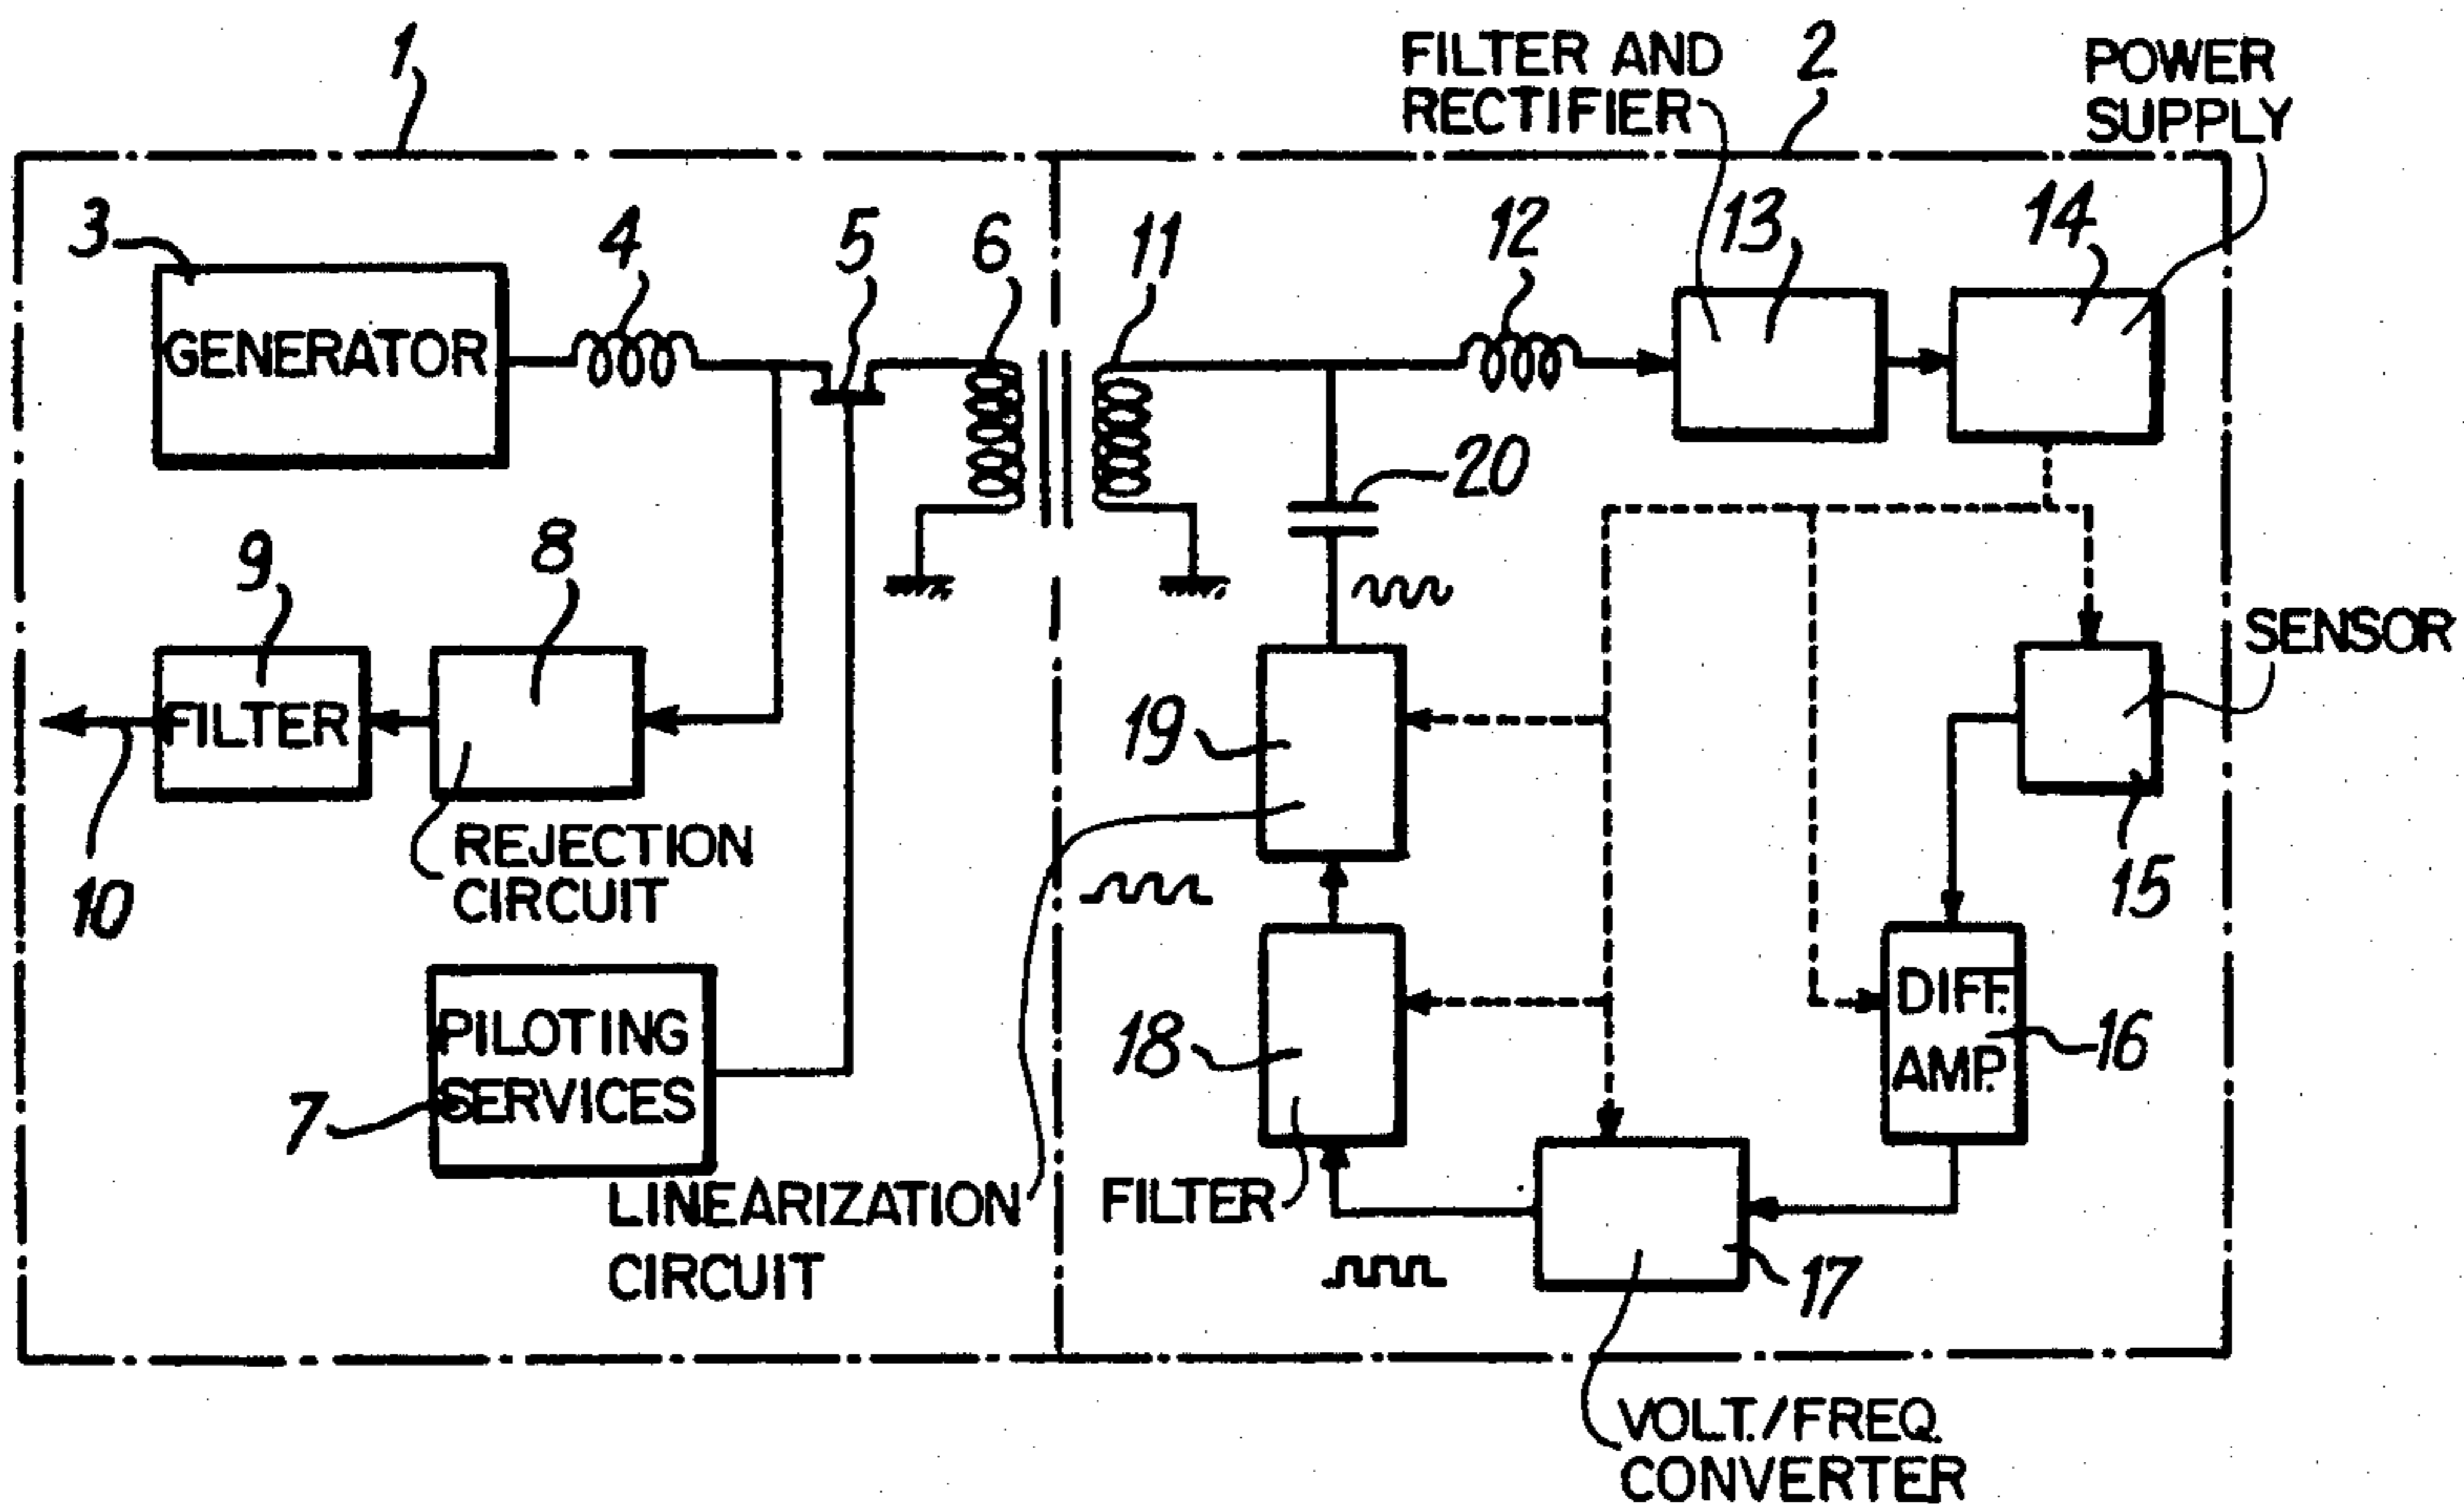 1
FILTER AND
RECTIFIER
2
POWER
SUPPLY
3
4
5
6
11
12
13
14
GENERATOR
20
9
8
SENSOR
FILTER
19
10
REJECTION
CIRCUIT
15
PILOTING
SERVICES
7
18
DIFF.
AMP.
16
LINEARIZATION
CIRCUIT
FILTER
17
VOLT./FREQ.
CONVERTER